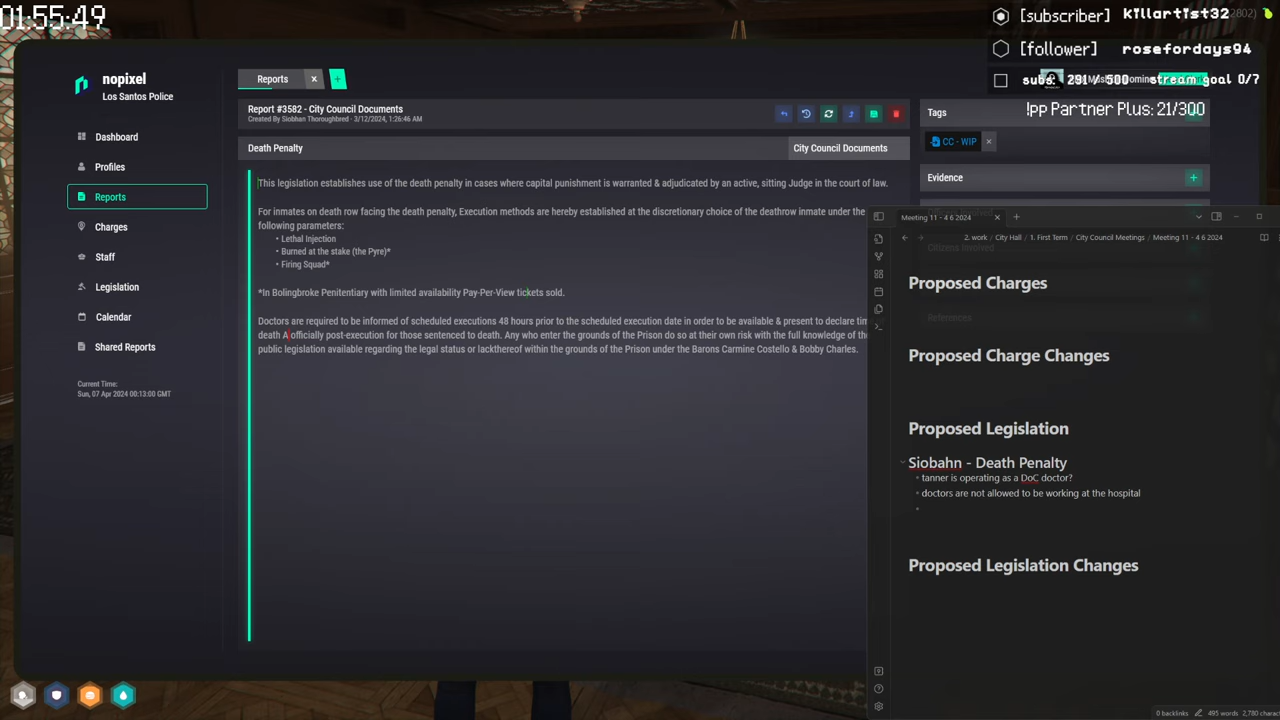 01:55:49
[subscriber] killartist32
[follower] rosefordays94
subs: 291 / 500 stream goal 0/7
!pp Partner Plus: 21/300
nopixel
Los Santos Police
Dashboard
Profiles
Reports
Charges
Staff
Legislation
Calendar
Shared Reports
Current Time:
Sun, 07 Apr 2024 00:13:00 GMT
Reports
Report #3582 - City Council Documents
Created By Siobhan Thoroughbred - 3/12/2024, 1:26:46 AM
Death Penalty
City Council Documents
This legislation establishes use of the death penalty in cases where capital punishment is warranted & adjudicated by an active, sitting Judge in the court of law.
For inmates on death row facing the death penalty, Execution methods are hereby established at the discretionary choice of the deathrow inmate under the
following parameters:
• Lethal Injection
• Burned at the stake (the Pyre)*
• Firing Squad*
*In Bolingbroke Penitentiary with limited availability Pay-Per-View tickets sold.
Doctors are required to be informed of scheduled executions 48 hours prior to the scheduled execution date in order to be available & present to declare tim
death A officially post-execution for those sentenced to death. Any who enter the grounds of the Prison do so at their own risk with the full knowledge of the
public legislation available regarding the legal status or lackthereof within the grounds of the Prison under the Barons Carmine Costello & Bobby Charles.
Tags
CC - WIP
Evidence
Citizens Involved
References
Meeting 11 - 4 6 2024
2. work / City Hall / 1. First Term / City Council Meetings / Meeting 11 - 4 6 2024
Proposed Charges
Proposed Charge Changes
Proposed Legislation
Siobahn - Death Penalty
• tanner is operating as a DoC doctor?
• doctors are not allowed to be working at the hospital
Proposed Legislation Changes
0 backlinks
495 words
2,780 charac